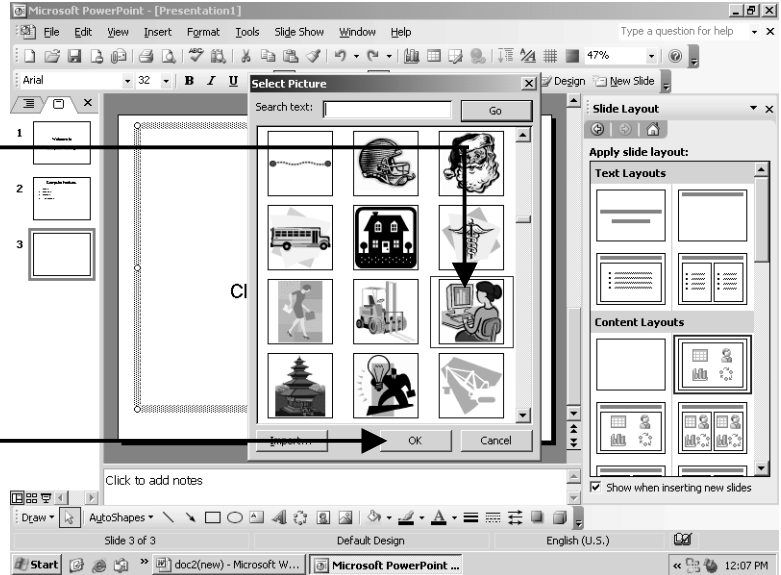 Microsoft PowerPoint - [Presentation1]
File Edit View Insert Format Tools Slide Show Window Help
Type a question for help
47%
Arial 32 B I U
Design New Slide
Select Picture
Search text: Go
Slide Layout
Apply slide layout:
Text Layouts
Content Layouts
1
2
3
Cl
Import... OK Cancel
Click to add notes
Show when inserting new slides
Draw AutoShapes
Slide 3 of 3 Default Design English (U.S.)
Start doc2(new) - Microsoft W... Microsoft PowerPoint ... 12:07 PM